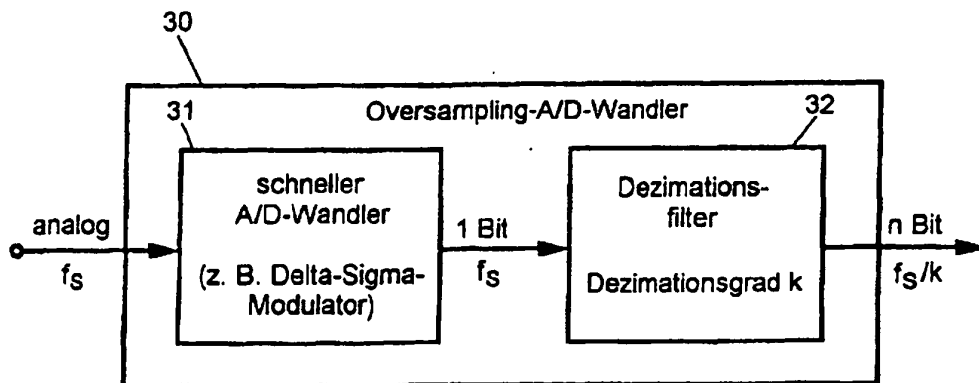 30
Oversampling-A/D-Wandler
31
32
schneller
A/D-Wandler
(z. B. Delta-Sigma-
Modulator)
Dezimations-
filter
Dezimationsgrad k
analog
fS
1 Bit
fS
n Bit
fS/k